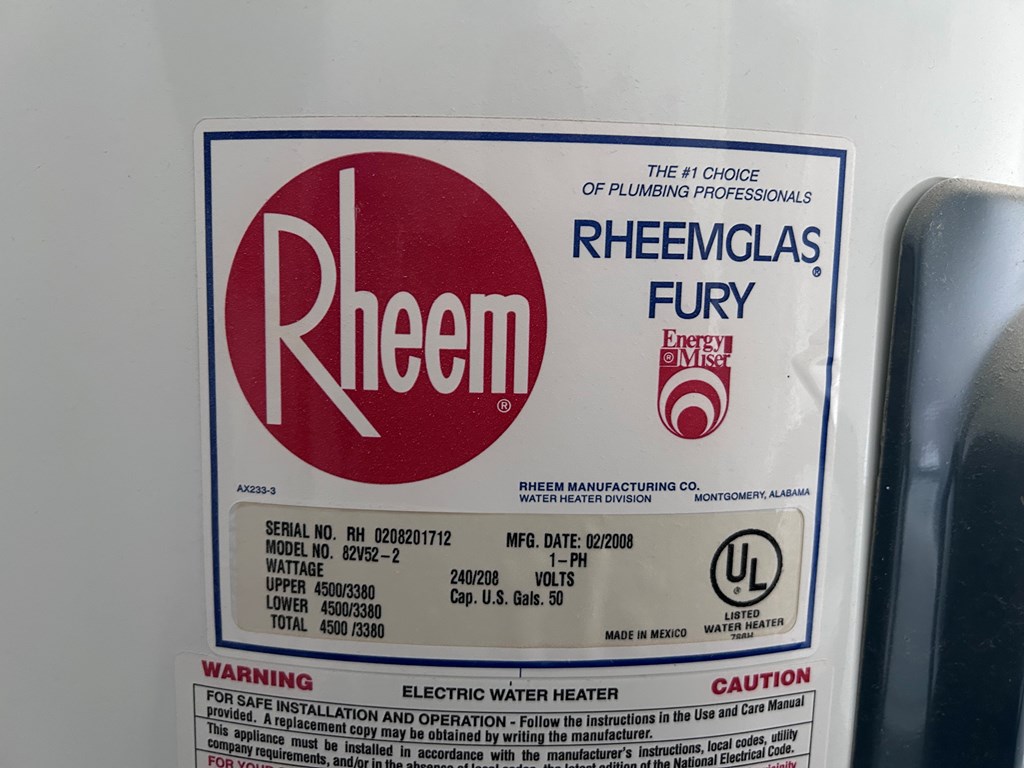 Rheem®
THE #1 CHOICE
OF PLUMBING PROFESSIONALS
RHEEMGLAS®
FURY
Energy
® Miser
AX233-3
RHEEM MANUFACTURING CO.
WATER HEATER DIVISION MONTGOMERY, ALABAMA
SERIAL NO. RH 0208201712 MFG. DATE: 02/2008
MODEL NO. 82V52-2 1-PH
WATTAGE 240/208 VOLTS
UPPER 4500/3380 Cap. U.S. Gals. 50
LOWER 4500/3380
TOTAL 4500/3380
UL®
LISTED
WATER HEATER
MADE IN MEXICO
WARNING ELECTRIC WATER HEATER CAUTION
FOR SAFE INSTALLATION AND OPERATION - Follow the instructions in the Use and Care Manual
provided. A replacement copy may be obtained by writing the manufacturer.
This appliance must be installed in accordance with the manufacturer's instructions, local codes, utility
company requirements, and/or in the absence of local codes, the latest edition of the National Electrical Code.
FOR YOUR